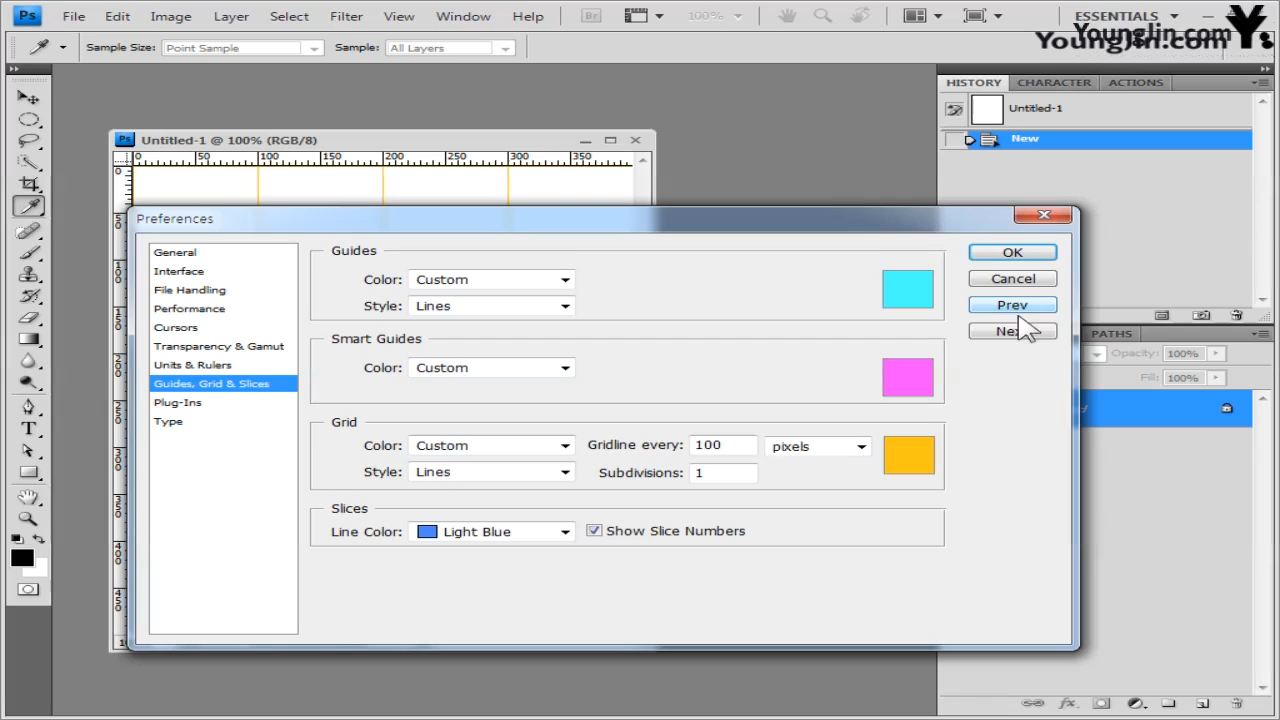 Ps File Edit Image Layer Select Filter View Window Help Br 100% ESSENTIALS
YoungJin.com
YoungJin.com
Sample Size: Point Sample Sample: All Layers
HISTORY CHARACTER ACTIONS
Untitled-1
New
Ps Untitled-1 @ 100% (RGB/8)
0 50 100 150 200 250 300 350
Preferences
General
Interface
File Handling
Performance
Cursors
Transparency & Gamut
Units & Rulers
Guides, Grid & Slices
Plug-Ins
Type
Guides
Color: Custom
Style: Lines
Smart Guides
Color: Custom
Grid
Color: Custom Gridline every: 100 pixels
Style: Lines Subdivisions: 1
Slices
Line Color: Light Blue Show Slice Numbers
OK
Cancel
Prev
PATHS
Opacity: 100%
Fill: 100%